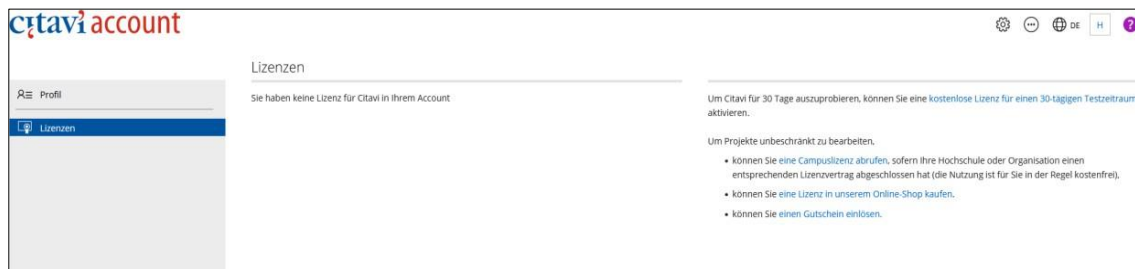 citavi account
DE
H
?
Profil
Lizenzen
Lizenzen
Sie haben keine Lizenz für Citavi in Ihrem Account
Um Citavi für 30 Tage auszuprobieren, können Sie eine kostenlose Lizenz für einen 30-tägigen Testzeitraum
aktivieren.
Um Projekte unbeschränkt zu bearbeiten,
• können Sie eine Campuslizenz abrufen, sofern Ihre Hochschule oder Organisation einen
entsprechenden Lizenzvertrag abgeschlossen hat (die Nutzung ist für Sie in der Regel kostenfrei),
• können Sie eine Lizenz in unserem Online-Shop kaufen.
• können Sie einen Gutschein einlösen.